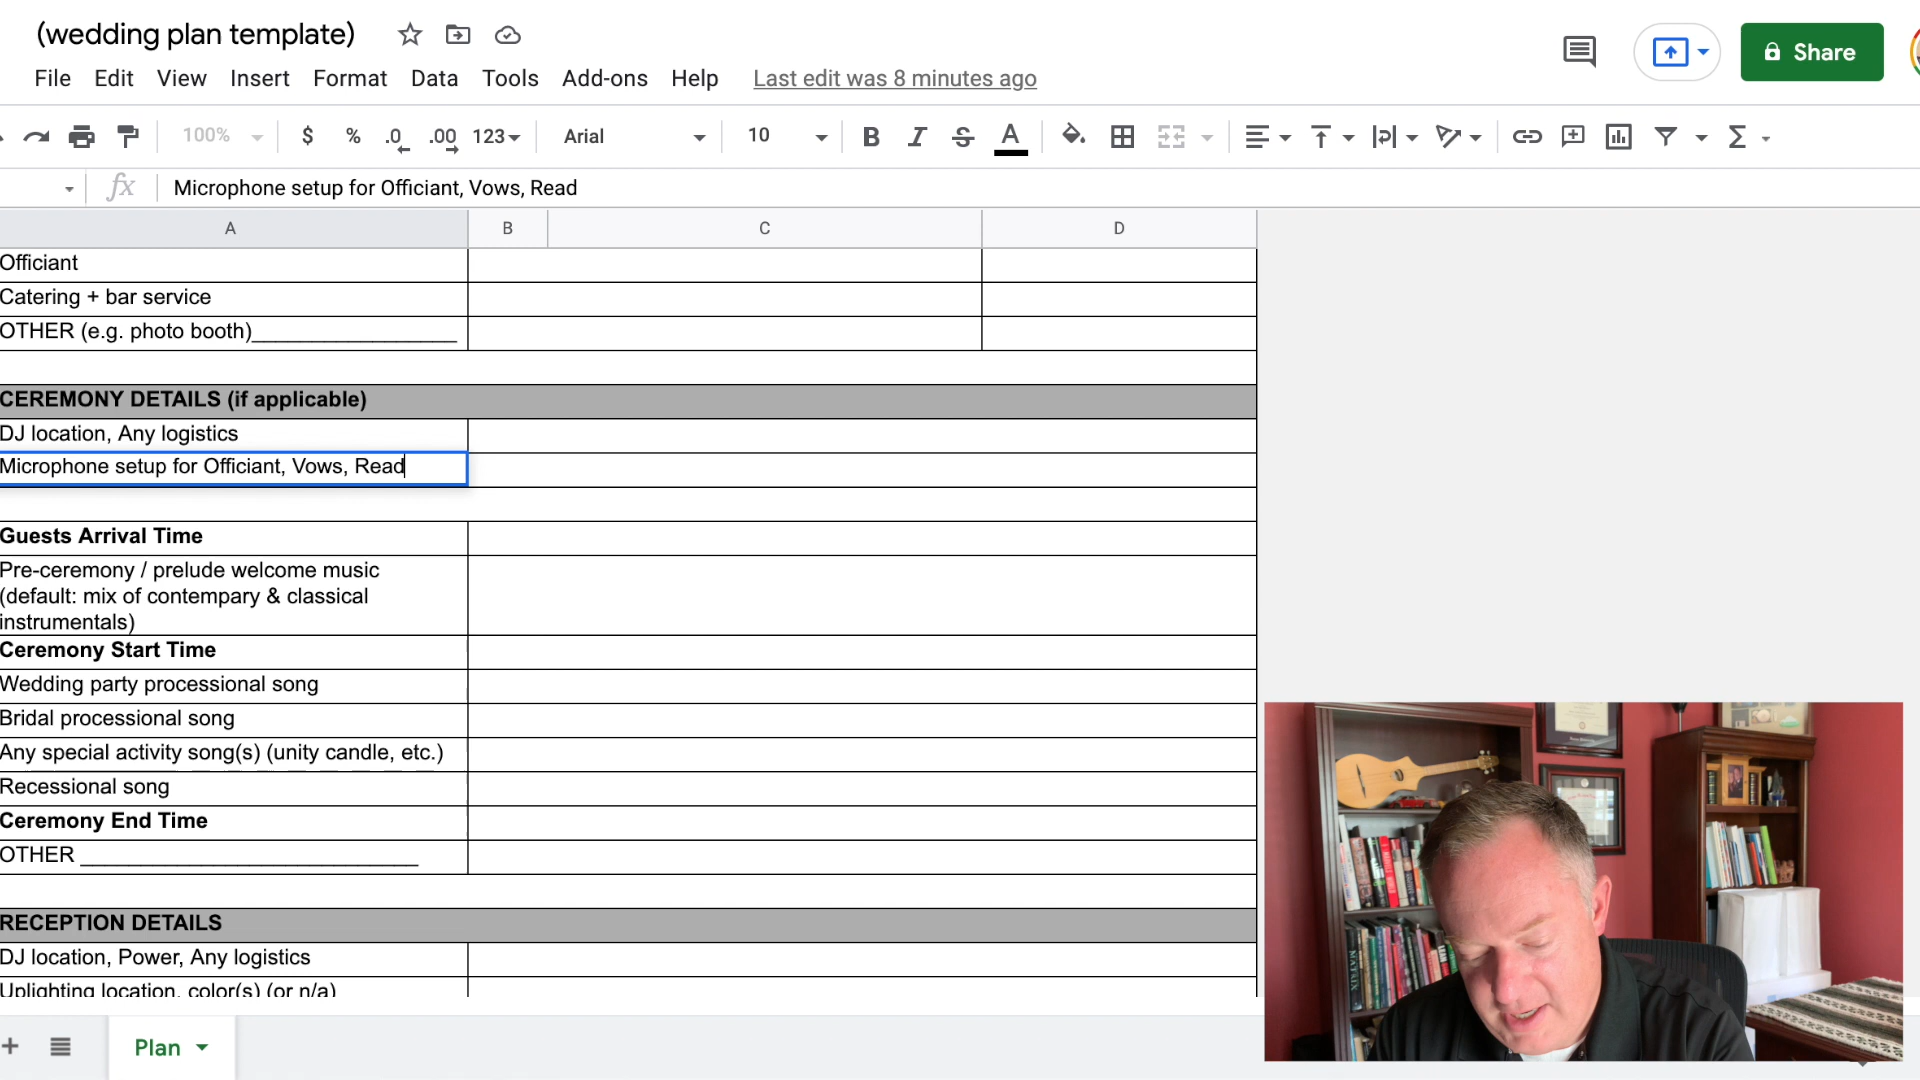 (wedding plan template)
File Edit View Insert Format Data Tools Add-ons Help Last edit was 8 minutes ago
Share
100% $ % .0 .00 123 Arial 10 B I S A Σ
fx Microphone setup for Officiant, Vows, Read
A B C D
Officiant
Catering + bar service
OTHER (e.g. photo booth)_________________
CEREMONY DETAILS (if applicable)
DJ location, Any logistics
Microphone setup for Officiant, Vows, Read
Guests Arrival Time
Pre-ceremony / prelude welcome music
(default: mix of contempary & classical
instrumentals)
Ceremony Start Time
Wedding party processional song
Bridal processional song
Any special activity song(s) (unity candle, etc.)
Recessional song
Ceremony End Time
OTHER ____________________________
RECEPTION DETAILS
DJ location, Power, Any logistics
Uplighting location, color(s) (or n/a)
Plan